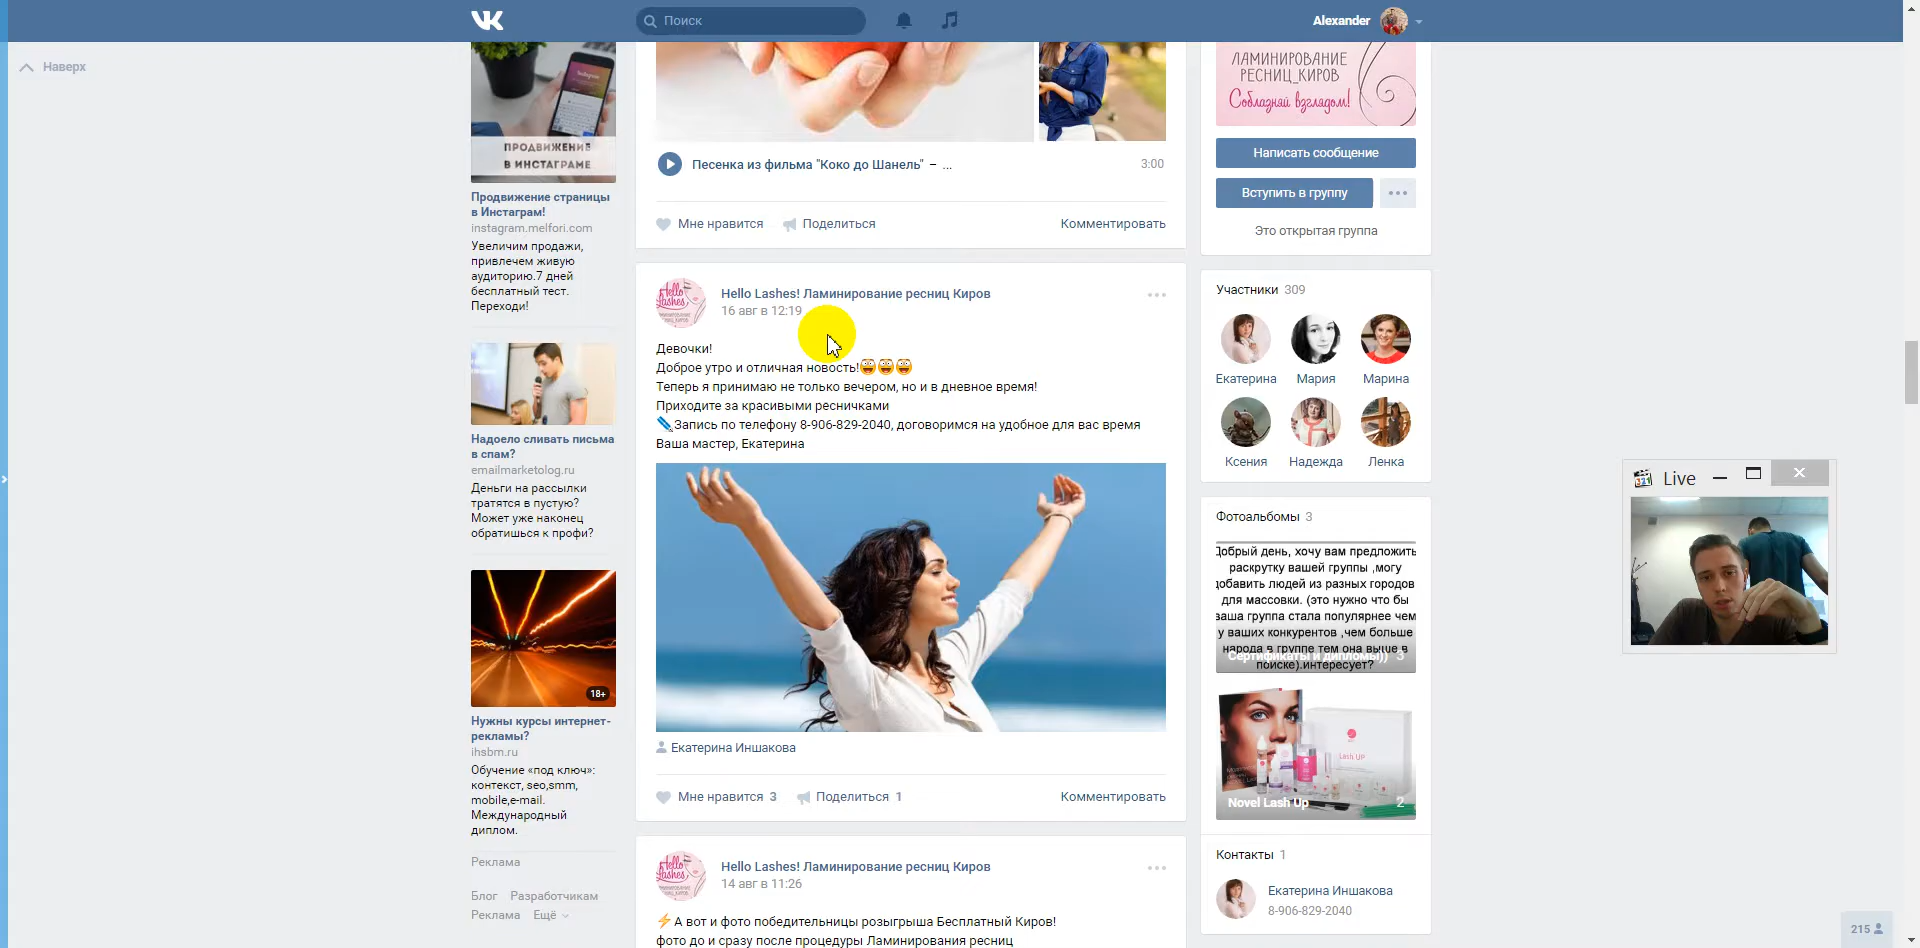 Поиск
Alexander
Наверх
ПРОДВИЖЕНИЕ
В ИНСТАГРАМЕ
Продвижение страницы
в Инстаграм!
instagram.melfori.com
Увеличим продажи,
привлечем живую
аудиторию.7 дней
бесплатный тест.
Переходи!
Надоело сливать письма
в спам?
emailmarketolog.ru
Деньги на рассылки
тратятся в пустую?
Может уже наконец
обратишься к профи?
18+
Нужны курсы интернет-
рекламы?
ihsbm.ru
Обучение «под ключ»:
контекст, seo,smm,
mobile,e-mail.
Международный
диплом.
Реклама
Блог Разработчикам
Реклама Ещё
Песенка из фильма "Коко до Шанель" – ...
3:00
Мне нравится Поделиться Комментировать
Hello Lashes! Ламинирование ресниц Киров
16 авг в 12:19
Девочки!
Доброе утро и отличная новость!
Теперь я принимаю не только вечером, но и в дневное время!
Приходите за красивыми ресничками
Запись по телефону 8-906-829-2040, договоримся на удобное для вас время
Ваша мастер, Екатерина
Екатерина Иншакова
Мне нравится 3 Поделиться 1 Комментировать
Hello Lashes! Ламинирование ресниц Киров
14 авг в 11:26
А вот и фото победительницы розыгрыша Бесплатный Киров!
фото до и сразу после процедуры Ламинирования ресниц
ЛАМИНИРОВАНИЕ
РЕСНИЦ_КИРОВ
Соблазняй взглядом!
Написать сообщение
Вступить в группу
Это открытая группа
Участники 309
Екатерина Мария Марина
Ксения Надежда Ленка
Фотоальбомы 3
Добрый день, хочу вам предложить
раскрутку вашей группы ,могу
добавить людей из разных городов
для массовки. (это нужно что бы
ваша группа стала популярнее чем
у ваших конкурентов ,чем больше
народа в группе тем она выше в
поиске).интересует?
Сертификаты и дипломы)) 3
Lash UP
Novel Lash Up 2
Контакты 1
Екатерина Иншакова
8-906-829-2040
Live
215